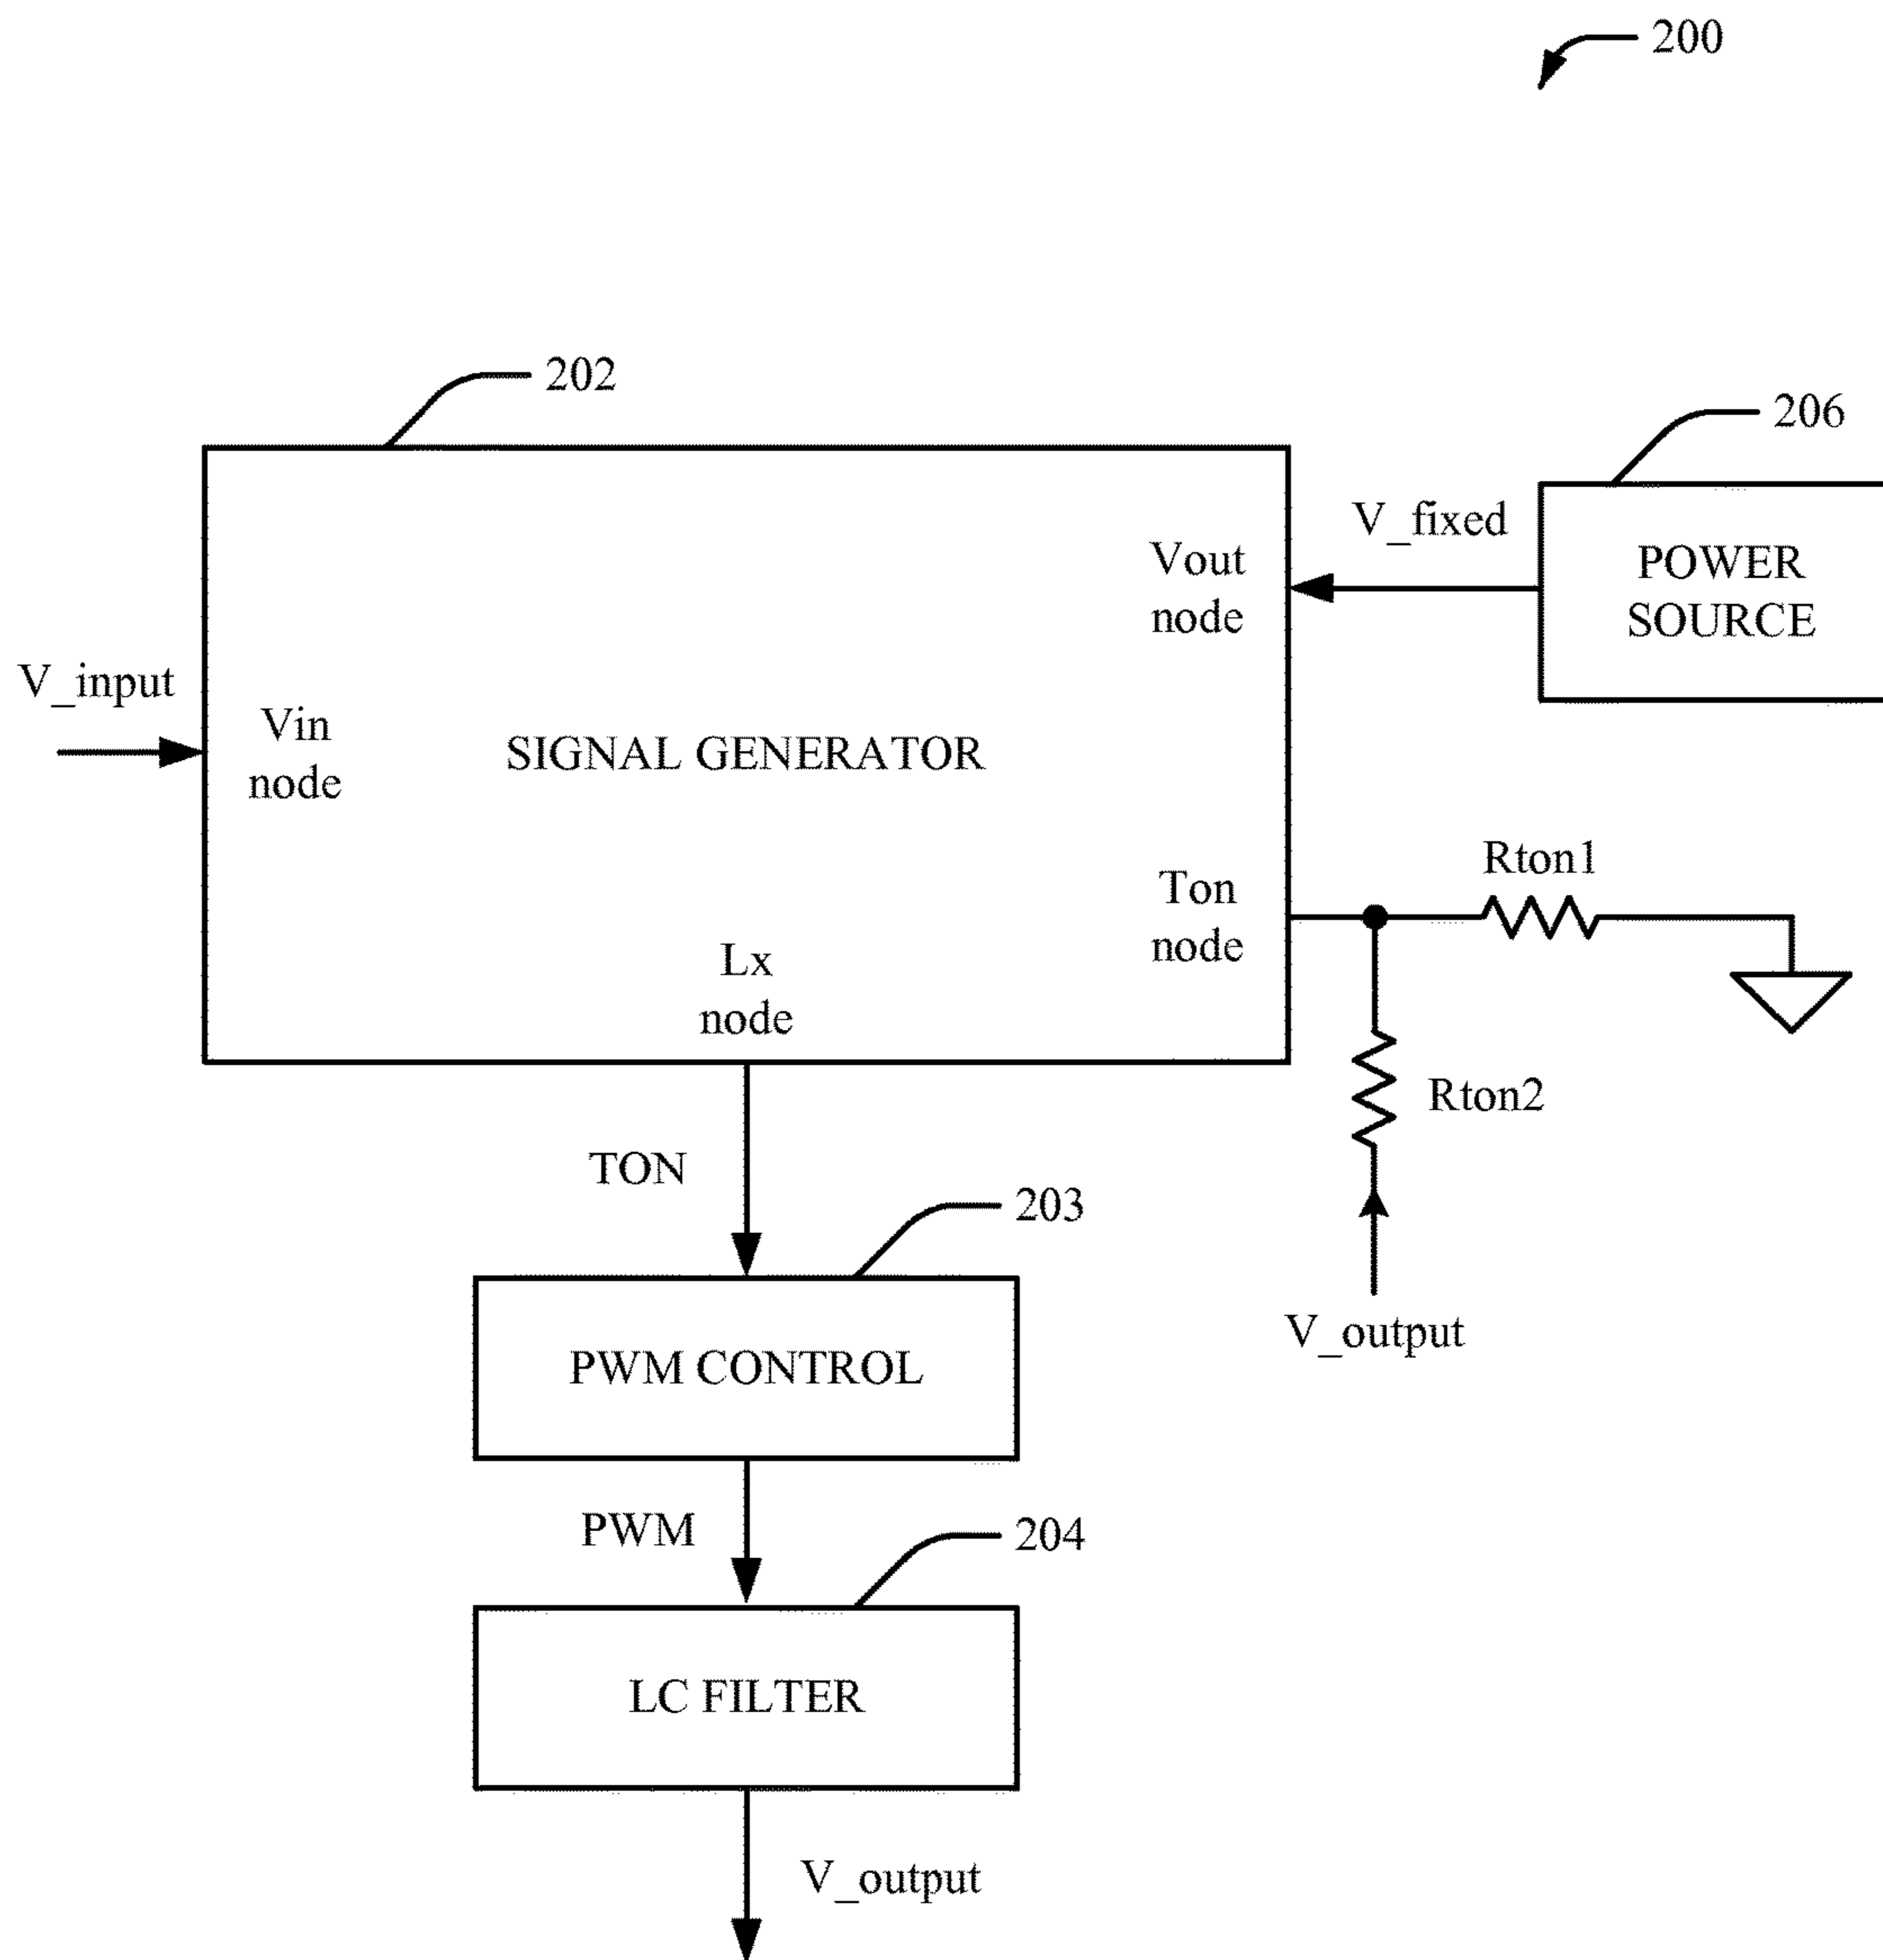 200
202
206
V_fixed
POWER
SOURCE
Vout
node
V_input
Vin
node
SIGNAL GENERATOR
Rton1
Ton
node
Lx
node
Rton2
TON
203
V_output
PWM CONTROL
PWM
204
LC FILTER
V_output